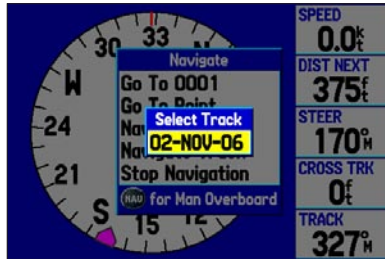 30 33
W
24
21
S 15 12
Navigate
Go To 0001
Go To Point
Select Track
02-NOV-06
Stop Navigation
NAV for Man Overboard
SPEED
0.0kt
DIST NEXT
375ft
STEER
170°M
CROSS TRK
0ft
TRACK
327°M